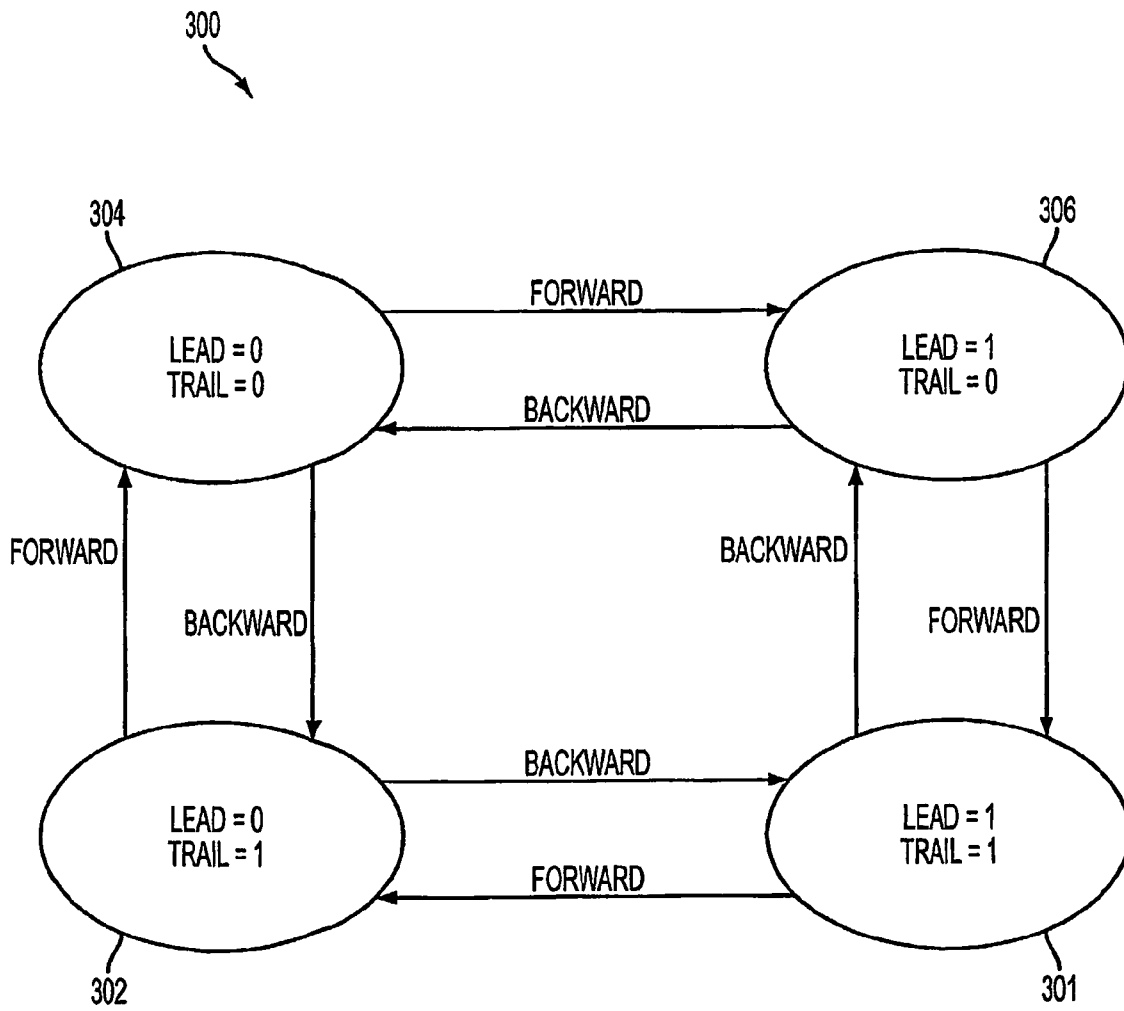 300
304
306
FORWARD
LEAD = 0
TRAIL = 0
LEAD = 1
TRAIL = 0
BACKWARD
FORWARD
BACKWARD
BACKWARD
FORWARD
BACKWARD
LEAD = 0
TRAIL = 1
LEAD = 1
TRAIL = 1
FORWARD
302
301